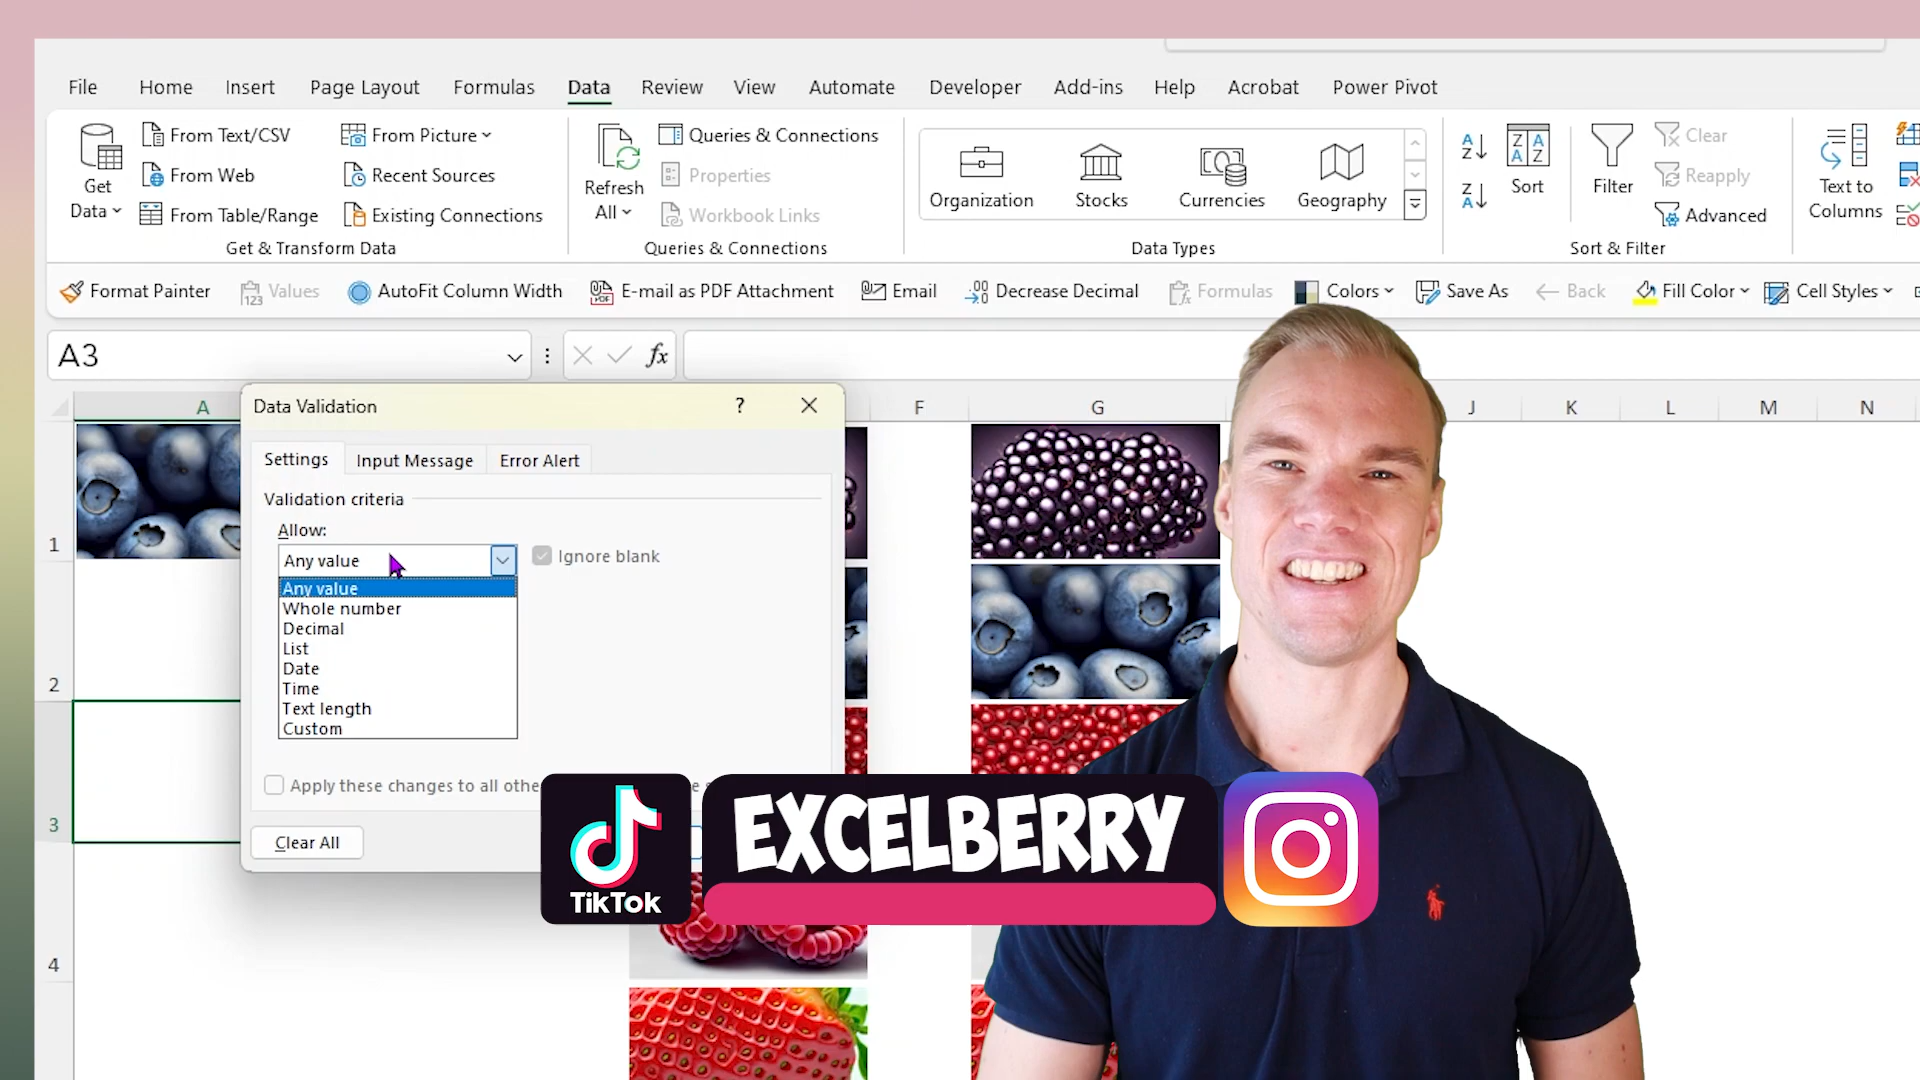 File Home Insert Page Layout Formulas Data Review View Automate Developer Add-ins Help Acrobat Power Pivot
Get Data
From Text/CSV
From Web
From Table/Range
From Picture
Recent Sources
Existing Connections
Get & Transform Data
Refresh All
Queries & Connections
Properties
Workbook Links
Queries & Connections
Organization
Stocks
Currencies
Geography
Data Types
Sort
Filter
Clear
Reapply
Advanced
Sort & Filter
Text to Columns
Format Painter Values AutoFit Column Width E-mail as PDF Attachment Email Decrease Decimal Formulas Colors Save As Back Fill Color Cell Styles
A3
fx
A F G J K L M N
1
2
3
4
Data Validation ?
Settings Input Message Error Alert
Validation criteria
Allow:
Any value
Ignore blank
Any value
Whole number
Decimal
List
Date
Time
Text length
Custom
Apply these changes to all othe
Clear All
TikTok
EXCELBERRY